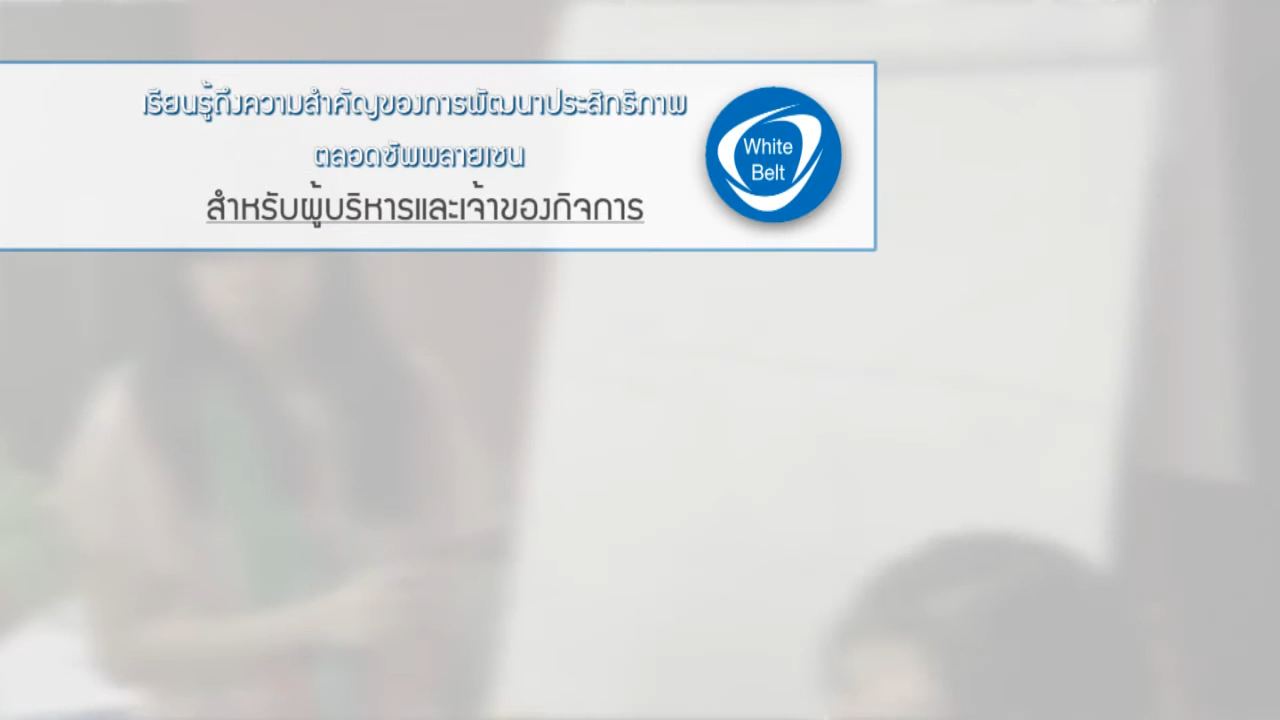 เรียนรู้ถึงความสำคัญของการพัฒนาประสิทธิภาพ
ตลอดซัพพลายเชน
สำหรับผู้บริหารและเจ้าของกิจการ
White
Belt